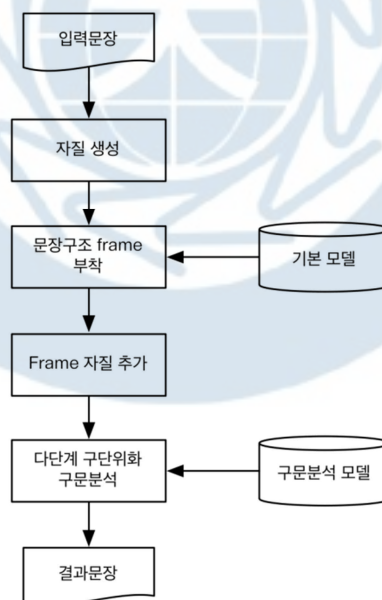 입력문장
자질 생성
문장구조 frame
부착
기본 모델
Frame 자질 추가
다단계 구단위화
구문분석
구문분석 모델
결과문장